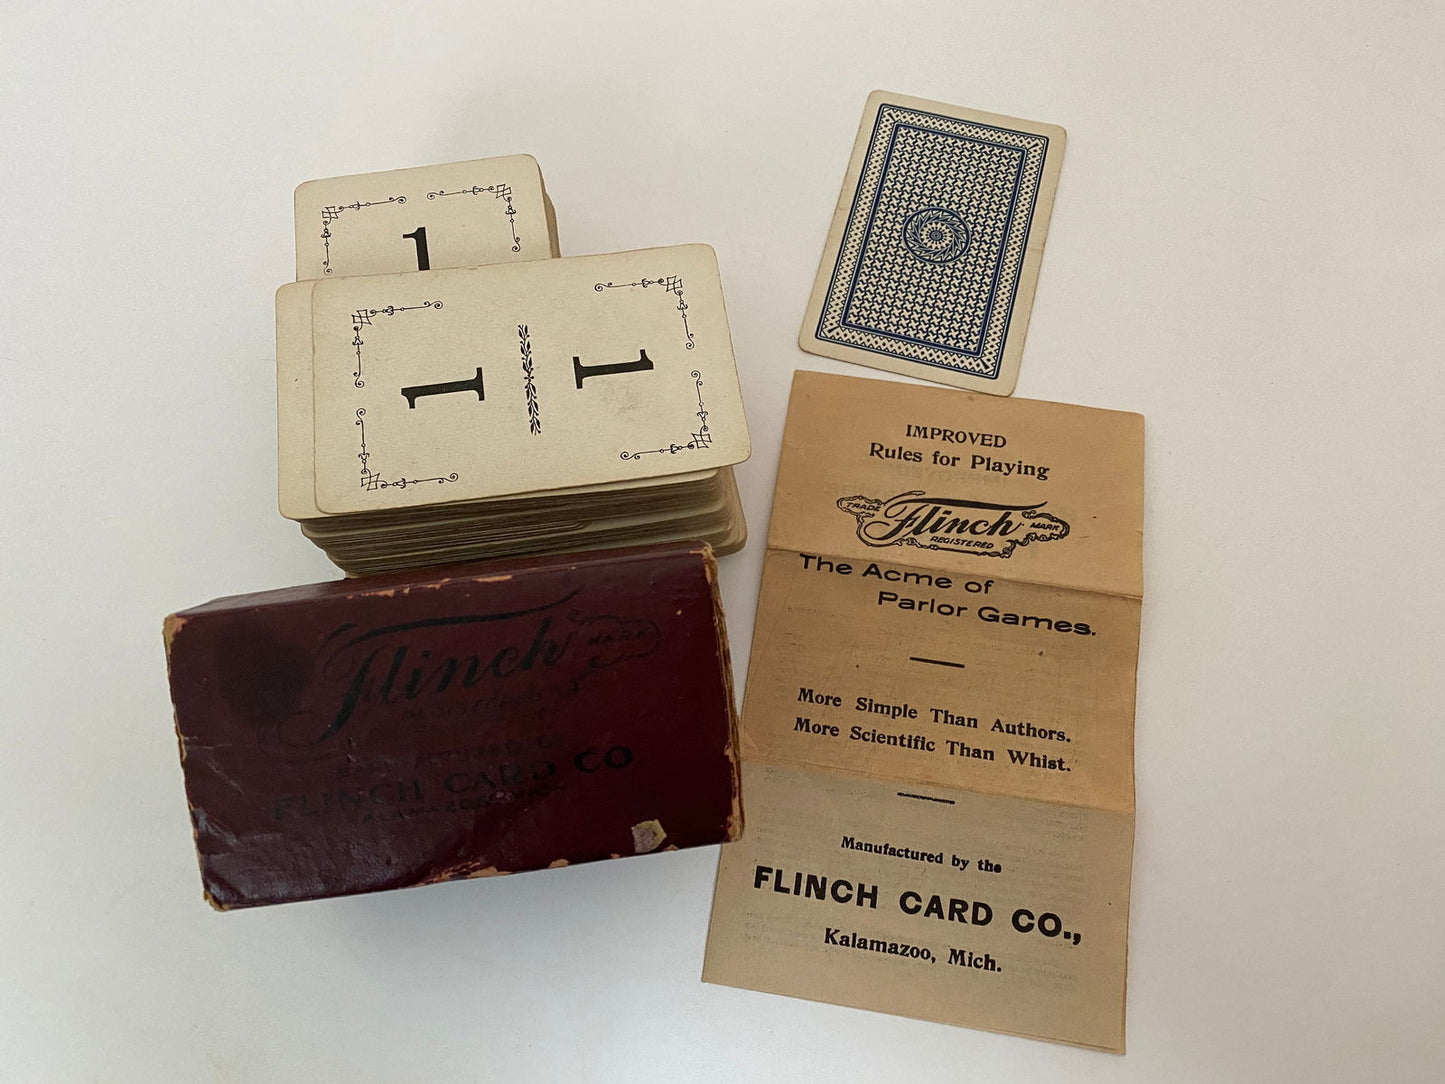 1
1
1
Flinch
MARK
FLINCH CARD CO
IMPROVED
Rules for Playing
TRADE Flinch MARK
REGISTERED
The Acme of
Parlor Games.
More Simple Than Authors.
More Scientific Than Whist.
Manufactured by the
FLINCH CARD CO.,
Kalamazoo, Mich.